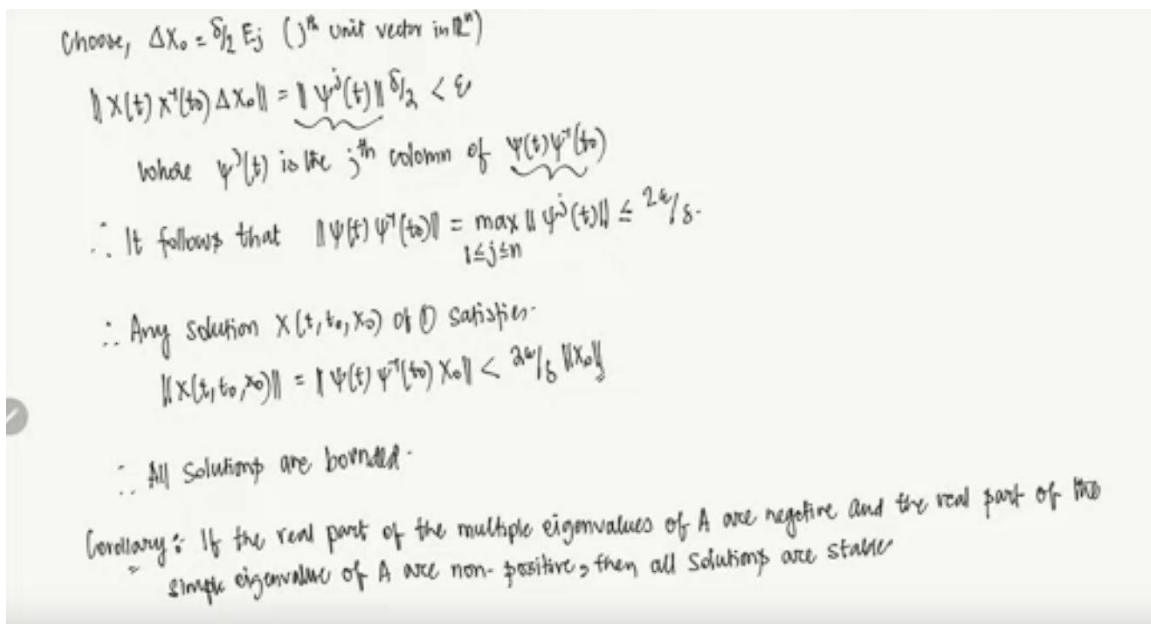 Choose, ΔX₀ = δ/2 Ej (jth unit vector in ℝⁿ)
‖X(t) X⁻¹(t₀) ΔX₀‖ = ‖ψʲ(t)‖ δ/2 < ε
where ψʲ(t) is the jth column of ψ(t)ψ⁻¹(t₀)
∴ It follows that ‖ψ(t) ψ⁻¹(t₀)‖ = max ‖ψʲ(t)‖ ≤ 2ε/δ.
1≤j≤n
∴ Any solution X(t, t₀, x₀) of ① satisfies.
‖X(t, t₀, x₀)‖ = ‖ψ(t) ψ⁻¹(t₀) X₀‖ < 2ε/δ ‖X₀‖
∴ All Solutions are bounded.
Corollary: If the real part of the multiple eigenvalues of A are negative and the real part of the
simple eigenvalue of A are non-positive, then all Solutions are stable